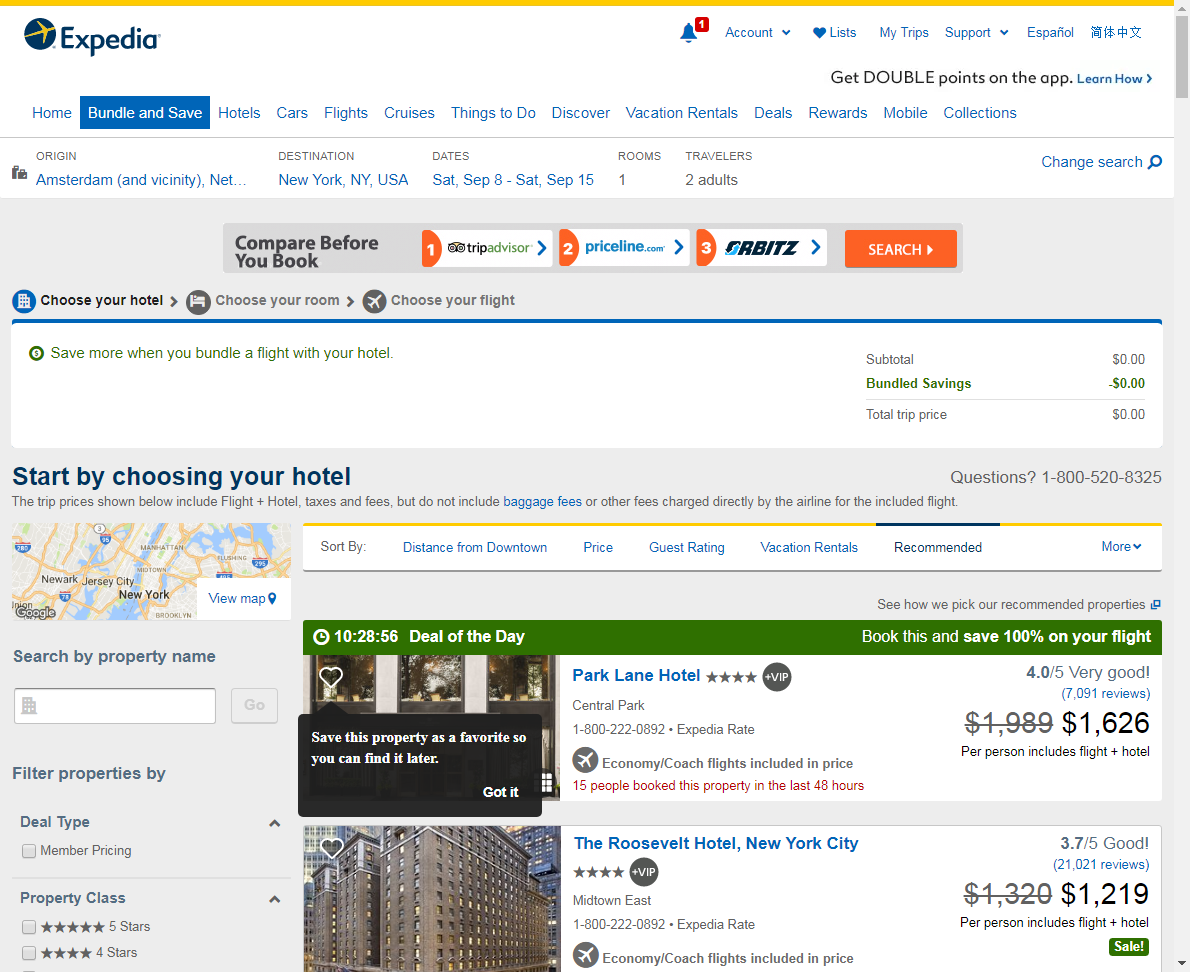 Expedia
1
Account
Lists
My Trips
Support
Español
简体中文
Get DOUBLE points on the app. Learn How
Home
Bundle and Save
Hotels
Cars
Flights
Cruises
Things to Do
Discover
Vacation Rentals
Deals
Rewards
Mobile
Collections
ORIGIN
Amsterdam (and vicinity), Net...
DESTINATION
New York, NY, USA
DATES
Sat, Sep 8 - Sat, Sep 15
ROOMS
1
TRAVELERS
2 adults
Change search
Compare Before
You Book
1 tripadvisor
2 priceline.com
3 ORBITZ
SEARCH
Choose your hotel
Choose your room
Choose your flight
Save more when you bundle a flight with your hotel.
Subtotal $0.00
Bundled Savings -$0.00
Total trip price $0.00
Start by choosing your hotel
Questions? 1-800-520-8325
The trip prices shown below include Flight + Hotel, taxes and fees, but do not include baggage fees or other fees charged directly by the airline for the included flight.
3
95
280
MANHATTAN
FLUSHING
MIDTOWN
295
495
Newark
Jersey City
78
New York
Union
BROOKLYN
Google
View map
Sort By:
Distance from Downtown
Price
Guest Rating
Vacation Rentals
Recommended
More
See how we pick our recommended properties
Search by property name
Go
Filter properties by
Deal Type
Member Pricing
Property Class
5 Stars
4 Stars
10:28:56 Deal of the Day
Book this and save 100% on your flight
Save this property as a favorite so
you can find it later.
Got it
Park Lane Hotel
+VIP
Central Park
1-800-222-0892 • Expedia Rate
Economy/Coach flights included in price
15 people booked this property in the last 48 hours
4.0/5 Very good!
(7,091 reviews)
$1,989 $1,626
Per person includes flight + hotel
The Roosevelt Hotel, New York City
+VIP
Midtown East
1-800-222-0892 • Expedia Rate
Economy/Coach flights included in price
3.7/5 Good!
(21,021 reviews)
$1,320 $1,219
Per person includes flight + hotel
Sale!